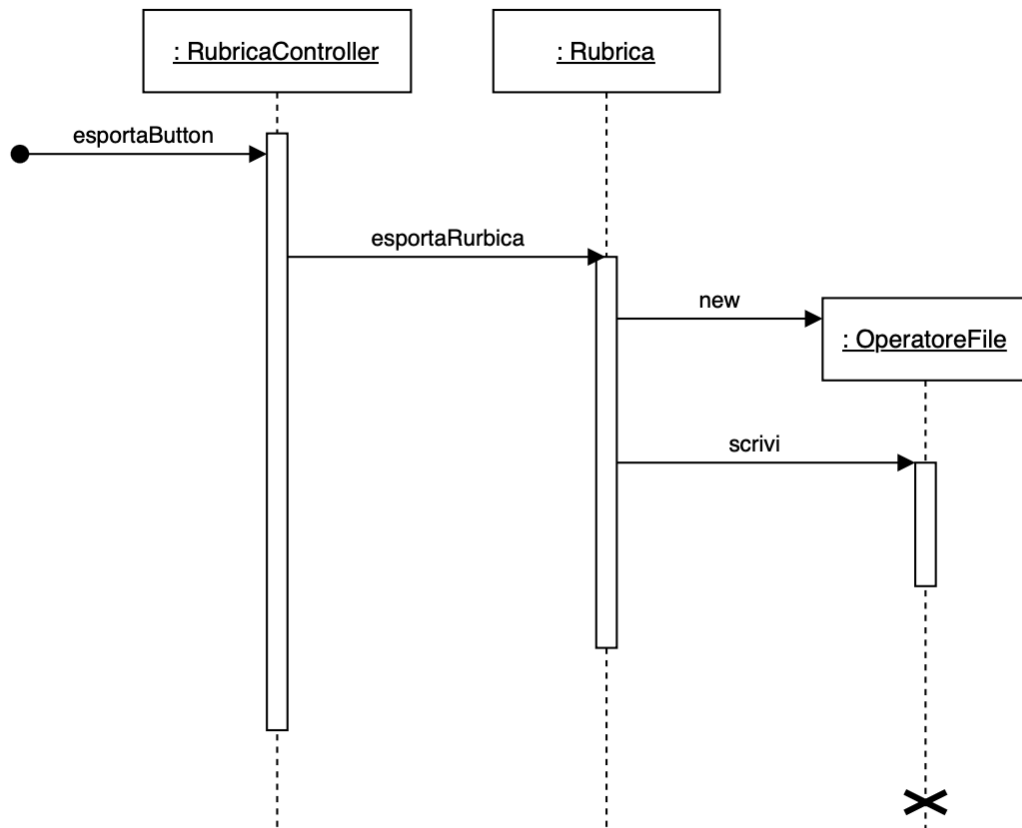 : RubricaController
: Rubrica
esportaButton
esportaRurbica
new
: OperatoreFile
scrivi